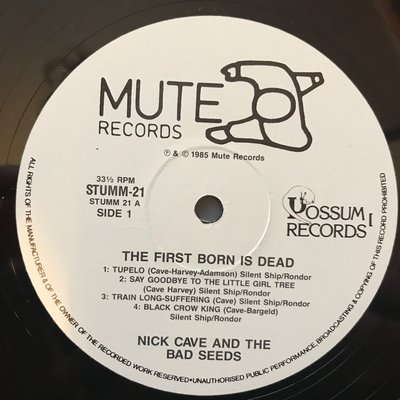 MUTE
RECORDS
℗ & © 1985 Mute Records
33⅓ RPM
STUMM-21
STUMM 21 A
SIDE 1
POSSUM
RECORDS
THE FIRST BORN IS DEAD
1: TUPELO (Cave-Harvey-Adamson) Silent Ship/Rondor
2: SAY GOODBYE TO THE LITTLE GIRL TREE
(Cave Harvey) Silent Ship/Rondor
3: TRAIN LONG-SUFFERING (Cave) Silent Ship/Rondor
4: BLACK CROW KING (Cave-Bargeld)
Silent Ship/Rondor
NICK CAVE AND THE
BAD SEEDS
ALL RIGHTS OF THE MANUFACTURER & OF THE OWNER OF THE RECORDED WORK RESERVED•UNAUTHORISED PUBLIC PERFORMANCE, BROADCASTING & COPYING OF THIS RECORD PROHIBITED